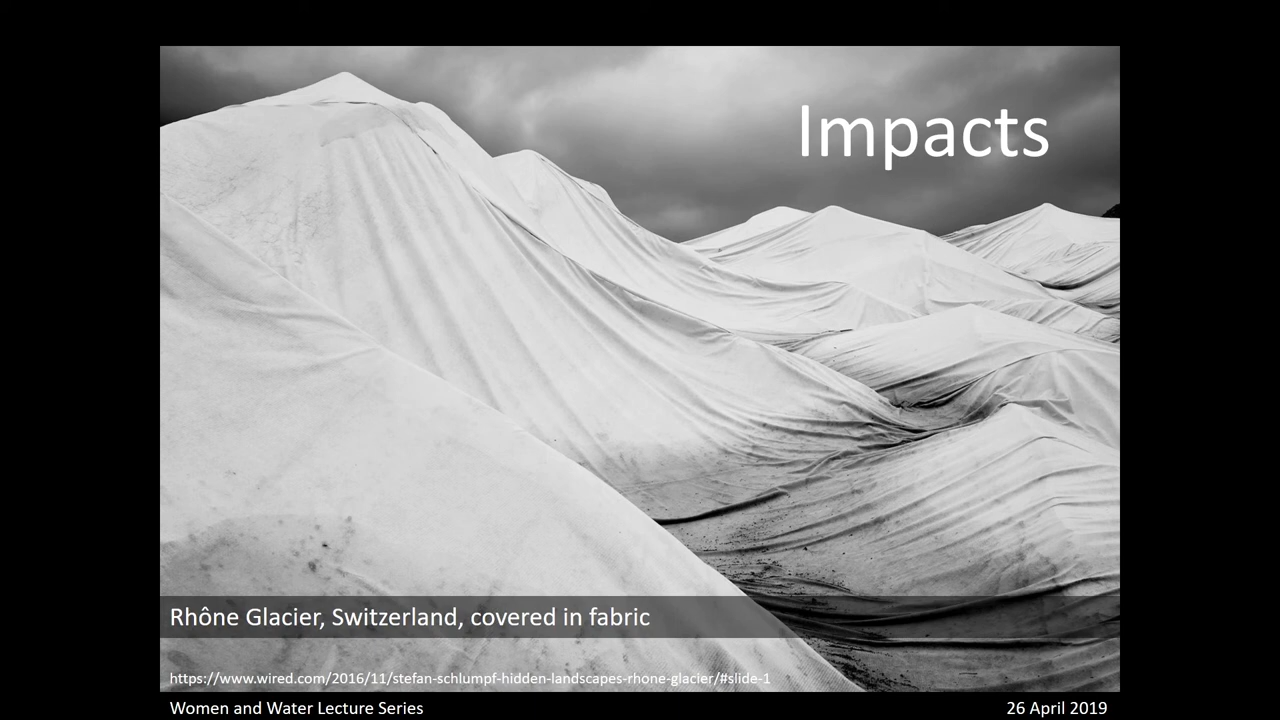 Impacts
Rhône Glacier, Switzerland, covered in fabric
https://www.wired.com/2016/11/stefan-schlumpf-hidden-landscapes-rhone-glacier/#slide-1
Women and Water Lecture Series
26 April 2019